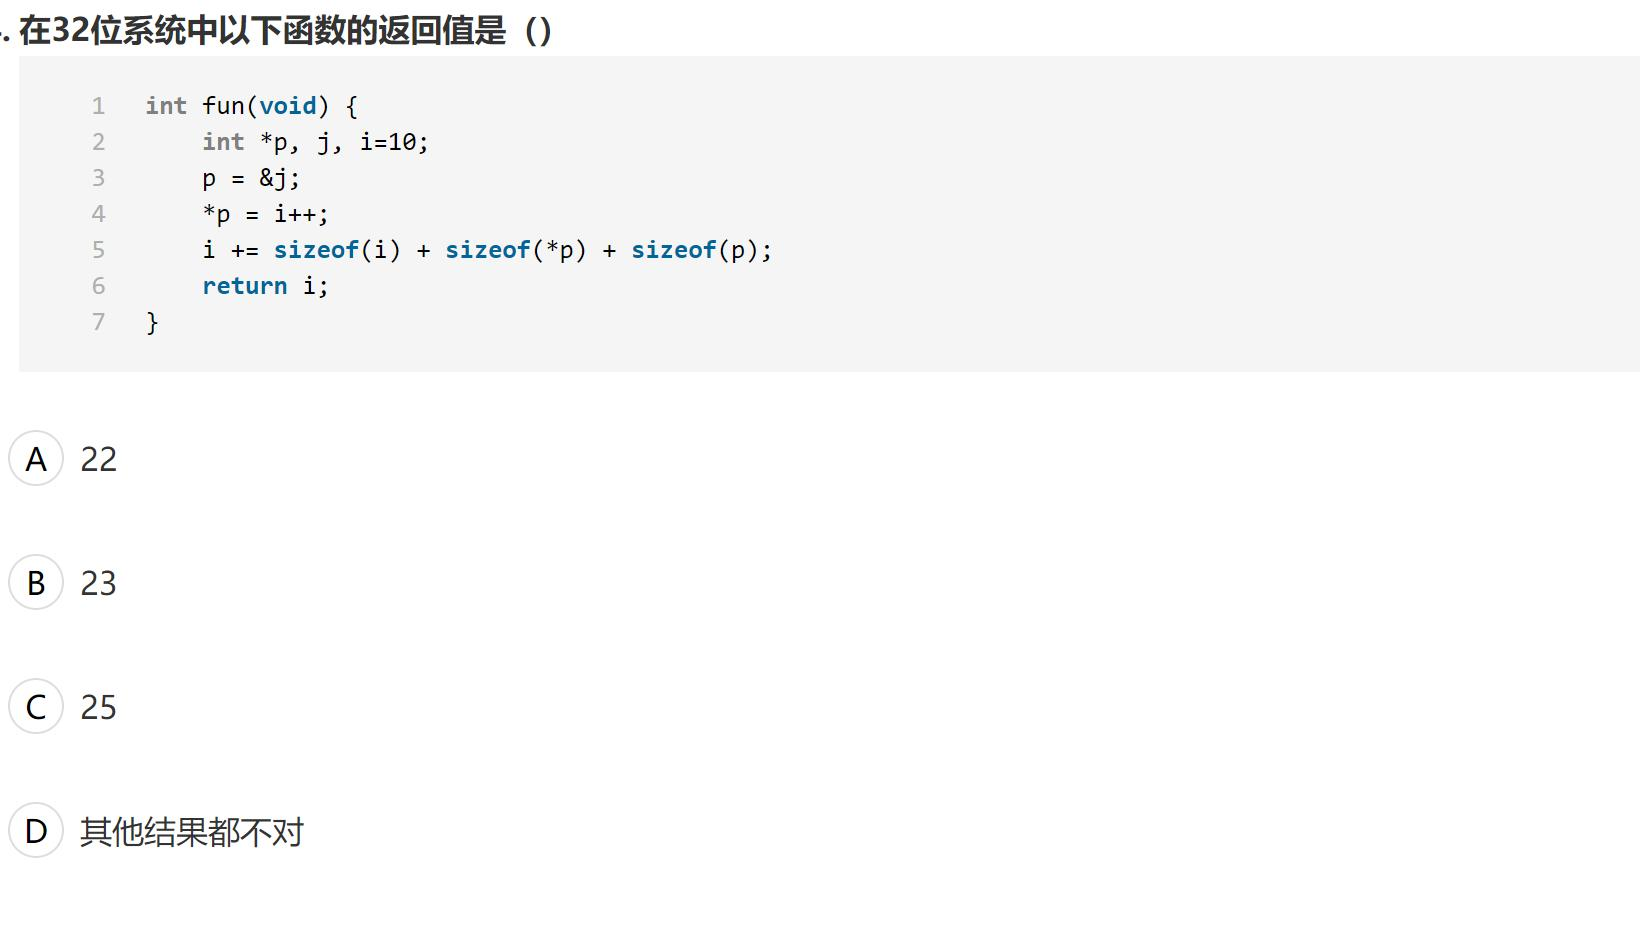 . 在32位系统中以下函数的返回值是（）
1 int fun(void) {
2 int *p, j, i=10;
3 p = &j;
4 *p = i++;
5 i += sizeof(i) + sizeof(*p) + sizeof(p);
6 return i;
7 }
A 22
B 23
C 25
D 其他结果都不对